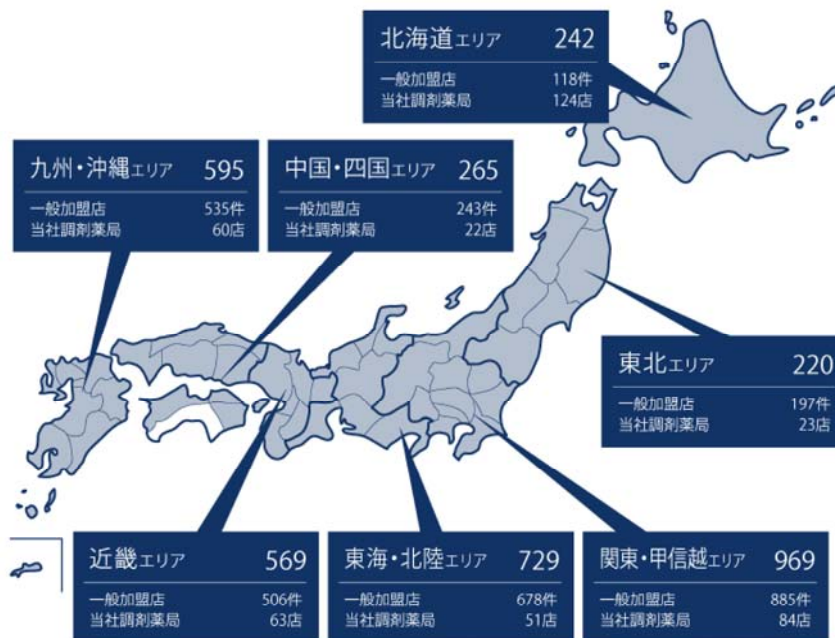 北海道エリア 242
一般加盟店 118件
当社調剤薬局 124店
九州・沖縄エリア 595
一般加盟店 535件
当社調剤薬局 60店
中国・四国エリア 265
一般加盟店 243件
当社調剤薬局 22店
東北エリア 220
一般加盟店 197件
当社調剤薬局 23店
近畿エリア 569
一般加盟店 506件
当社調剤薬局 63店
東海・北陸エリア 729
一般加盟店 678件
当社調剤薬局 51店
関東・甲信越エリア 969
一般加盟店 885件
当社調剤薬局 84店